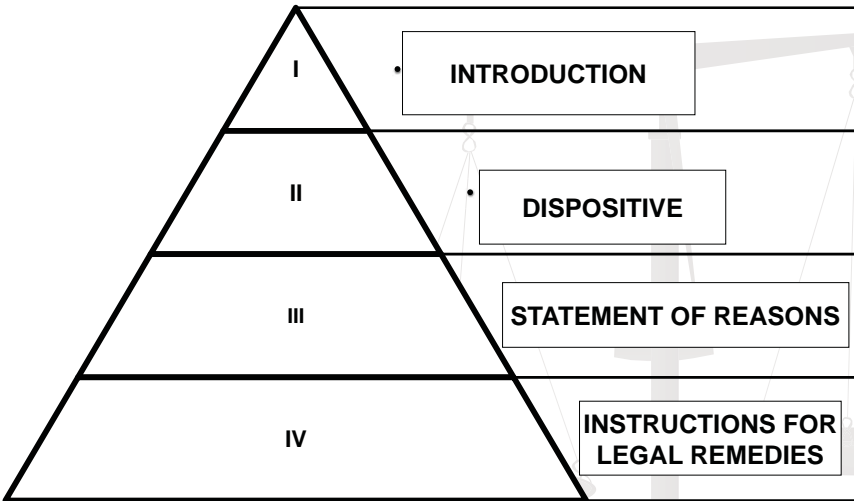 I
• INTRODUCTION
II
• DISPOSITIVE
III
STATEMENT OF REASONS
IV
INSTRUCTIONS FOR
LEGAL REMEDIES